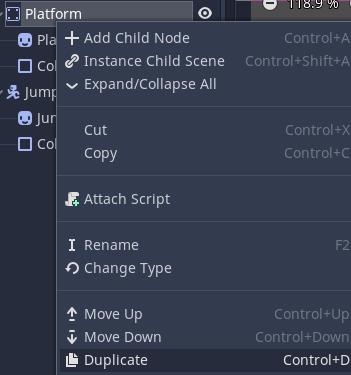 Platform
118.9 %
Add Child Node Control+A
Pla
Instance Child Scene Control+Shift+A
Col
Expand/Collapse All
Jump
Jun
Cut Control+X
Col
Copy Control+C
Attach Script
Rename F2
Change Type
Move Up Control+Up
Move Down Control+Down
Duplicate Control+D